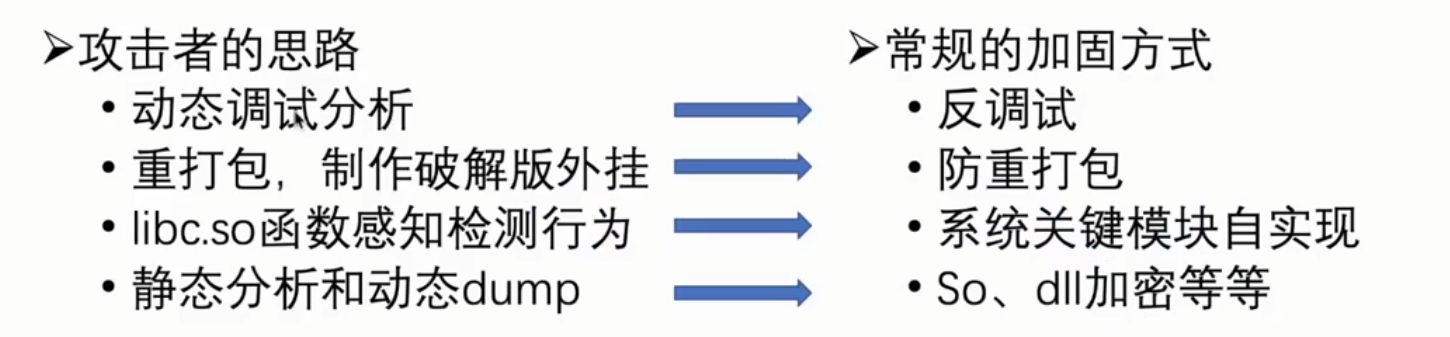 ➢攻击者的思路
• 动态调试分析
• 重打包，制作破解版外挂
• libc.so函数感知检测行为
• 静态分析和动态dump
➢常规的加固方式
• 反调试
• 防重打包
• 系统关键模块自实现
• So、dll加密等等